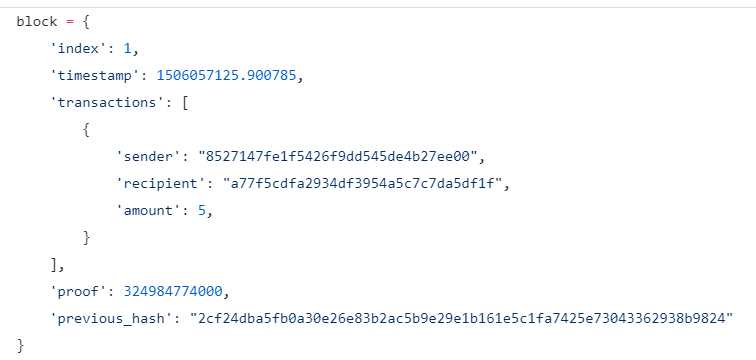 block = {
    'index': 1,
    'timestamp': 1506057125.900785,
    'transactions': [
        {
            'sender': "8527147fe1f5426f9dd545de4b27ee00",
            'recipient': "a77f5cdfa2934df3954a5c7c7da5df1f",
            'amount': 5,
        }
    ],
    'proof': 324984774000,
    'previous_hash': "2cf24dba5fb0a30e26e83b2ac5b9e29e1b161e5c1fa7425e73043362938b9824"
}